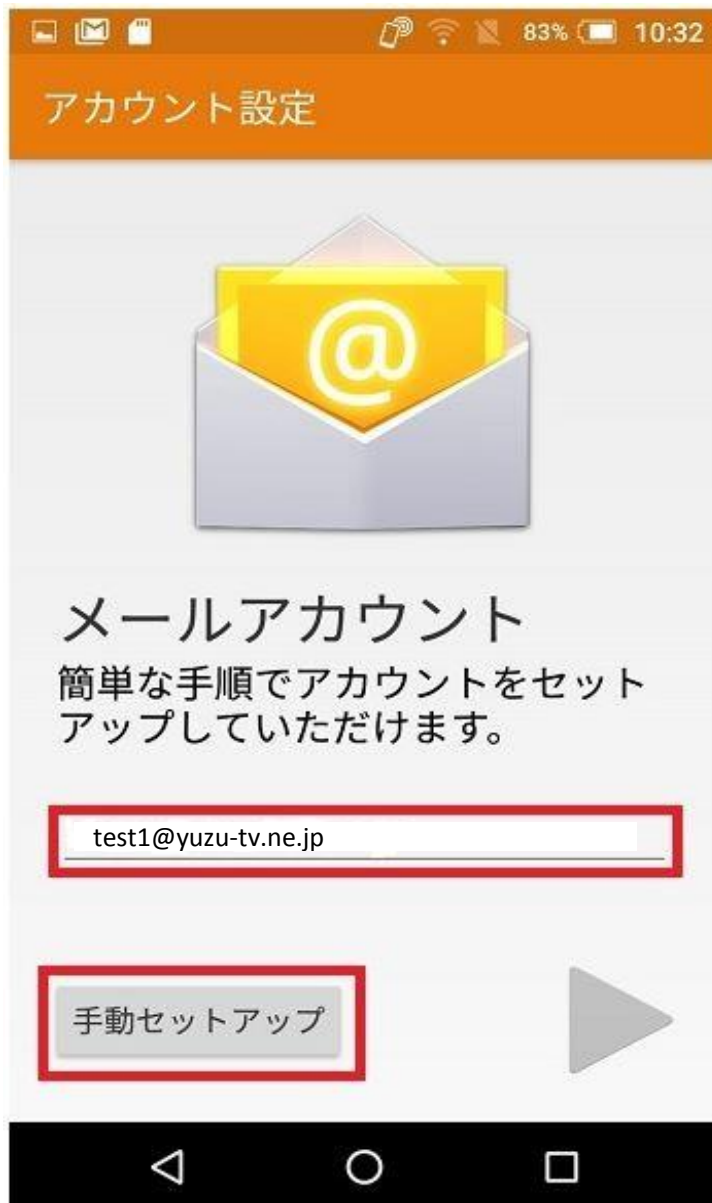 83% 10:32
アカウント設定
@
メールアカウント
簡単な手順でアカウントをセット
アップしていただけます。
test1@yuzu-tv.ne.jp
手動セットアップ